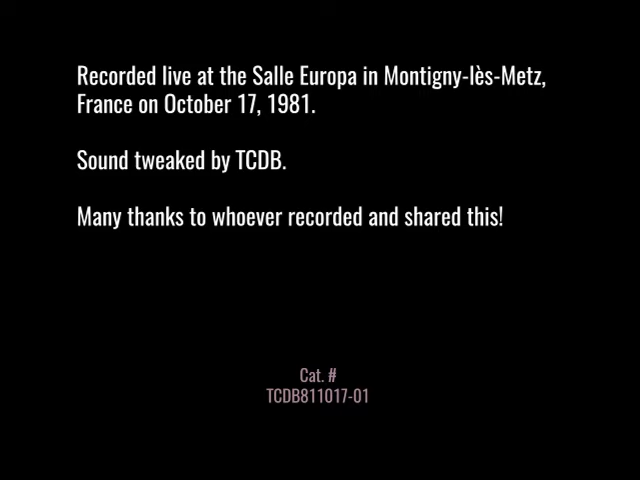 Recorded live at the Salle Europa in Montigny-lès-Metz,
France on October 17, 1981.
Sound tweaked by TCDB.
Many thanks to whoever recorded and shared this!
Cat. #
TCDB811017-01